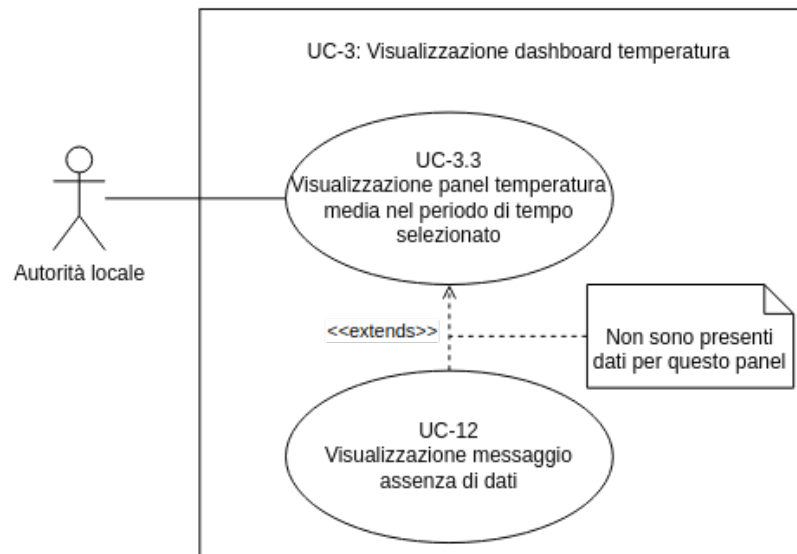 UC-3: Visualizzazione dashboard temperatura
UC-3.3
Visualizzazione panel temperatura
media nel periodo di tempo
selezionato
Autorità locale
<<extends>>
Non sono presenti
dati per questo panel
UC-12
Visualizzazione messaggio
assenza di dati